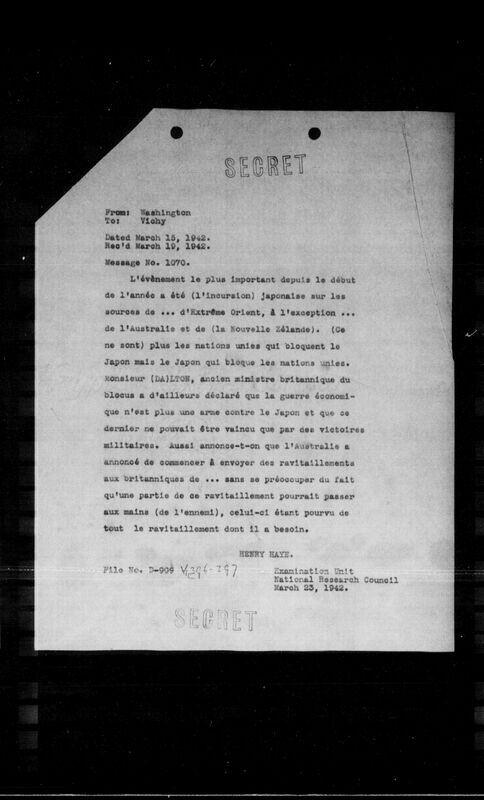 SECRET
From: Washington
To: Vichy
Dated March 15, 1942.
Rec'd March 19, 1942.
Message No. 1070.
L'évènement le plus important depuis le début
de l'année a été (l'incursion) japonaise sur les
sources de ... d'Extrême Orient, à l'exception ...
de l'Australie et de (la Nouvelle Zélande). (Ce
ne sont) plus les nations unies qui bloquent le
Japon mais le Japon qui bloque les nations unies.
Monsieur (DA)LTON, ancien ministre britannique du
blocus a d'ailleurs déclaré que la guerre économi-
que n'est plus une arme contre le Japon et que ce
dernier ne pouvait être vaincu que par des victoires
militaires. Aussi annonce-t-on que l'Australie a
annoncé de commencer à envoyer des ravitaillements
aux britanniques de ... sans se préoccuper du fait
qu'une partie de ce ravitaillement pourrait passer
aux mains (de l'ennemi), celui-ci étant pourvu de
tout le ravitaillement dont il a besoin.
HENRY HAYE.
File No. D-909
Examination Unit
National Research Council
March 23, 1942.
SECRET